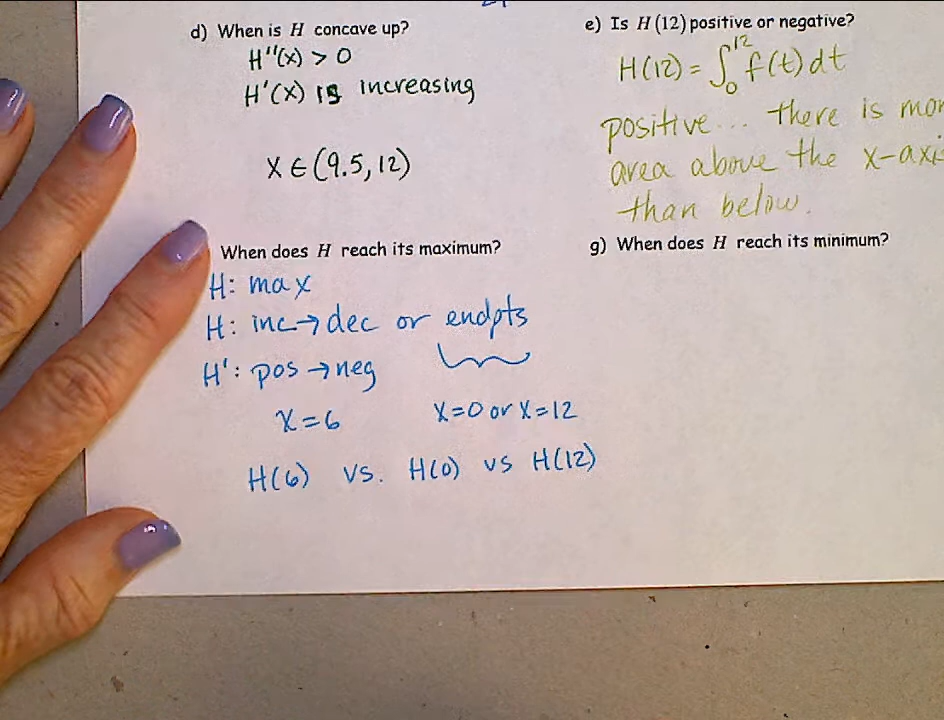 d) When is H concave up?
H''(x) > 0
H'(x) is increasing
x ∈ (9.5, 12)
e) Is H(12) positive or negative?
H(12) = ∫₀¹² f(t) dt
positive... there is
area above the
than below.
When does H reach its maximum?
H: max
H: inc → dec or endpts
H': pos → neg
x = 6 x = 0 or x = 12
H(6) vs. H(0) vs H(12)
g) When does H reach its minimum?